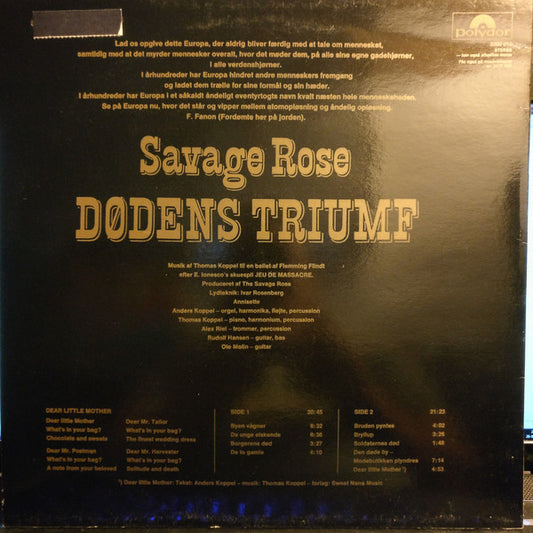 Polydor
STEREO
Lad os opgive dette Europa, der aldrig bliver færdig med at tale om mennesket,
samtidig med at det myrder mennesker overalt, hvor det møder dem, på alle sine egne gadehjørner,
i alle verdenshjørner.
I århundreder har Europa hindret andre menneskers fremgang
og ladet dem trælle for sine formål og sin hæder.
I århundreder har Europa i et såkaldt åndeligt eventyrtogts navn kvalt næsten hele menneskeheden.
Se på Europa nu, hvor det står og vipper mellem atomopløsning og åndelig opløsning.
F. Fanon (Fordømte her på jorden).
Savage Rose
DØDENS TRIUMF
Musik af Thomas Koppel til en ballet af Flemming Flindt
efter E. Ionesco's skuespil JEU DE MASSACRE.
Produceret af The Savage Rose
Lydteknik: Ivar Rosenberg
Annisette
Anders Koppel – orgel, harmonika, fløjte, percussion
Thomas Koppel – piano, harmonium, percussion
Alex Riel – trommer, percussion
Rudolf Hansen – guitar, bas
Ole Molin – guitar
DEAR LITTLE MOTHER
Dear little Mother
What's in your bag?
Chocolate and sweets
Dear Mr. Postman
What's in your bag?
A note from your beloved
Dear Mr. Tailor
What's in your bag?
The finest wedding dress
Dear Mr. Harvester
What's in your bag?
Solitude and death
SIDE 1 20:45
Byen vågner 6:32
De unge elskende 6:36
Borgerens død 3:27
De to gamle 4:10
SIDE 2 21:23
Bruden pyntes 4:02
Bryllup 3:26
Soldaternes død 1:48
Den døde by –
Modebutikken plyndres 7:14
Dear little Mother ¹) 4:53
¹) Dear little Mother: Tekst: Anders Koppel – musik: Thomas Koppel – forlag: Sweet Nana Music